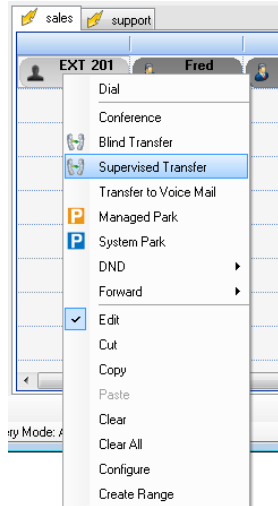 sales support
EXT 201 Fred
Dial
Conference
Blind Transfer
Supervised Transfer
Transfer to Voice Mail
P Managed Park
P System Park
DND
Forward
Edit
Cut
Copy
Paste
Clear
ry Mode: A
Clear All
Configure
Create Range